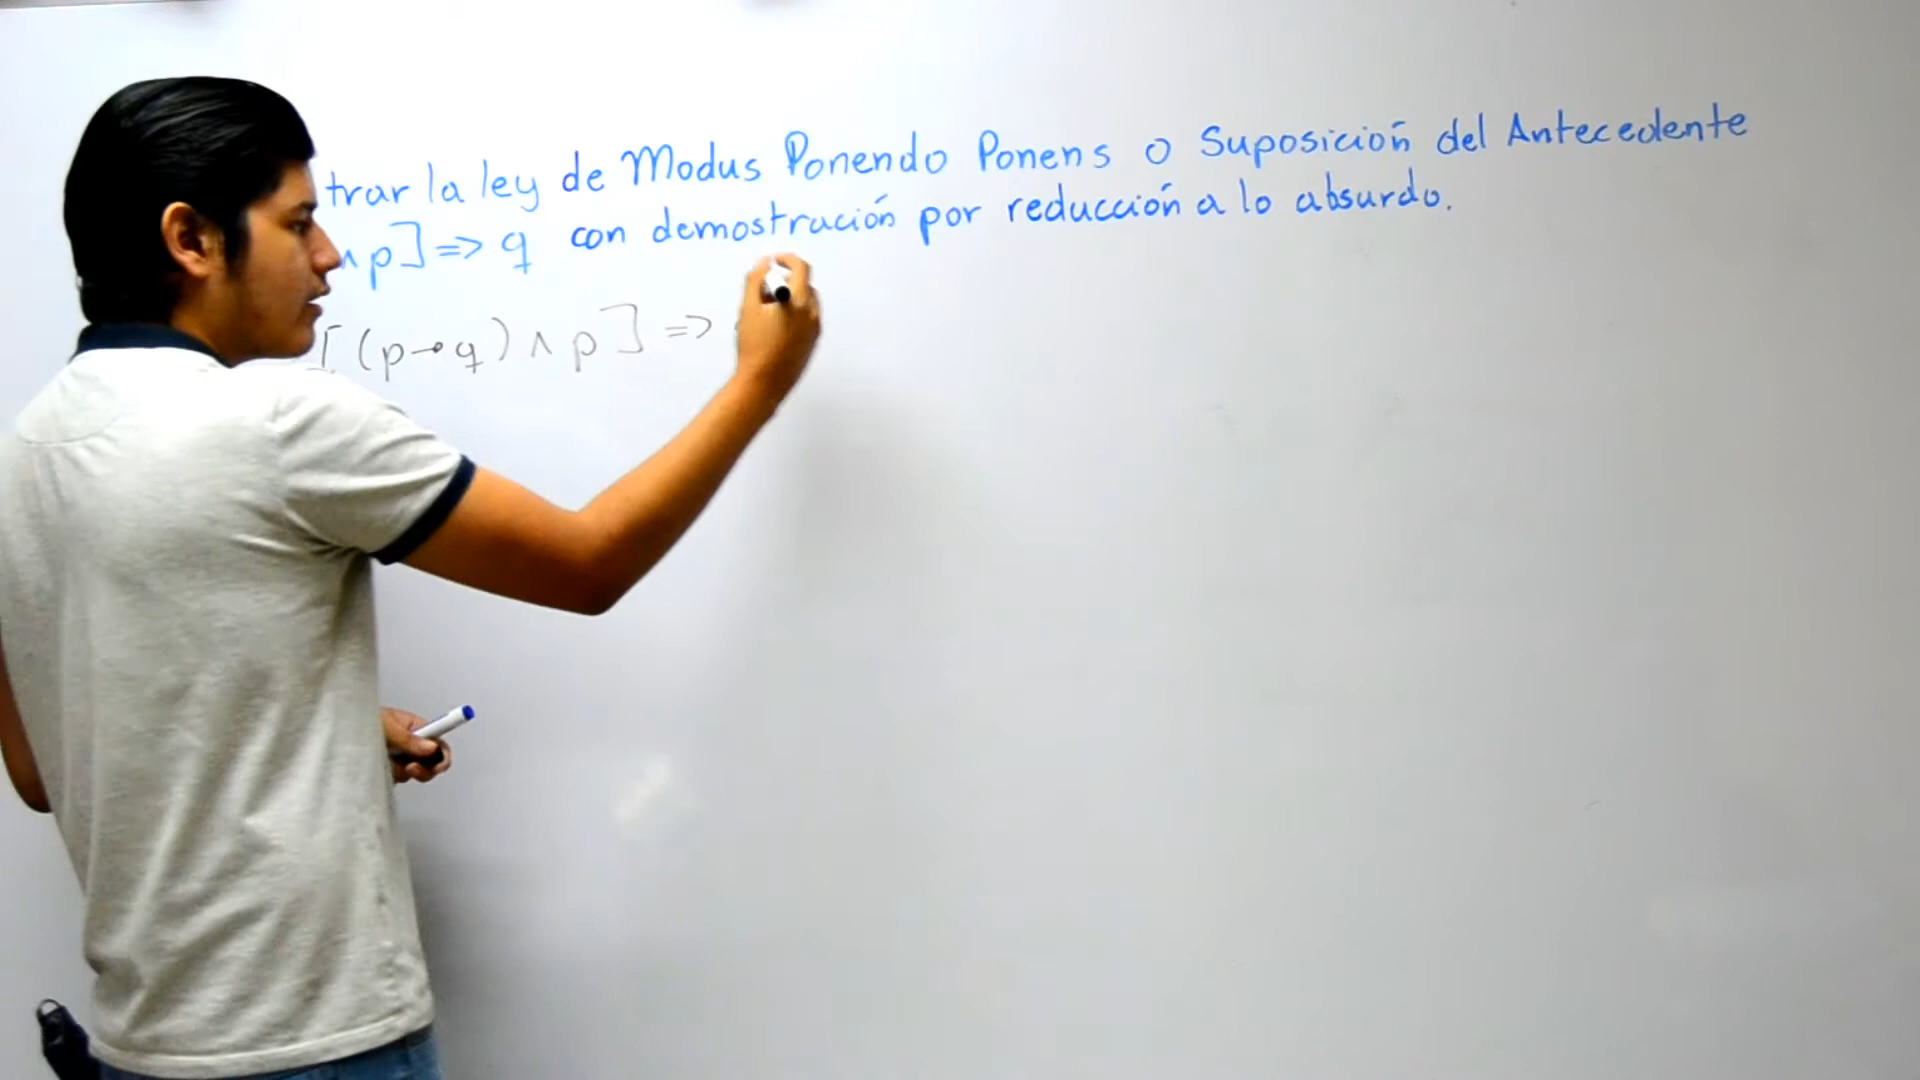 trar la ley de Modus Ponendo Ponens o Suposición del Antecedente
∧ p] => q con demostración por reducción a lo absurdo.
[(p→q) ∧ p] =>